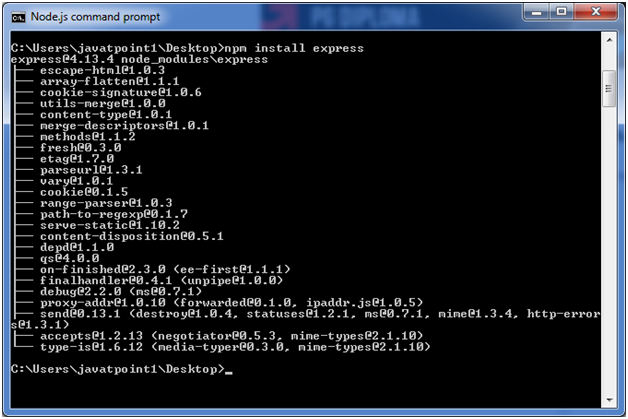 Node.js command prompt
PG DIPLOMA
C:\Users\javatpoint1\Desktop>npm install express
express@4.13.4 node_modules\express
├── escape-html@1.0.3
├── array-flatten@1.1.1
├── cookie-signature@1.0.6
├── utils-merge@1.0.0
├── content-type@1.0.1
├── merge-descriptors@1.0.1
├── methods@1.1.2
├── fresh@0.3.0
├── etag@1.7.0
├── parseurl@1.3.1
├── vary@1.0.1
├── cookie@0.1.5
├── range-parser@1.0.3
├── path-to-regexp@0.1.7
├── serve-static@1.10.2
├── content-disposition@0.5.1
├── depd@1.1.0
├── qs@4.0.0
├── on-finished@2.3.0 (ee-first@1.1.1)
├── finalhandler@0.4.1 (unpipe@1.0.0)
├── debug@2.2.0 (ms@0.7.1)
├── proxy-addr@1.0.10 (forwarded@0.1.0, ipaddr.js@1.0.5)
├── send@0.13.1 (destroy@1.0.4, statuses@1.2.1, ms@0.7.1, mime@1.3.4, http-error
s@1.3.1)
├── accepts@1.2.13 (negotiator@0.5.3, mime-types@2.1.10)
└── type-is@1.6.12 (media-typer@0.3.0, mime-types@2.1.10)
C:\Users\javatpoint1\Desktop>_